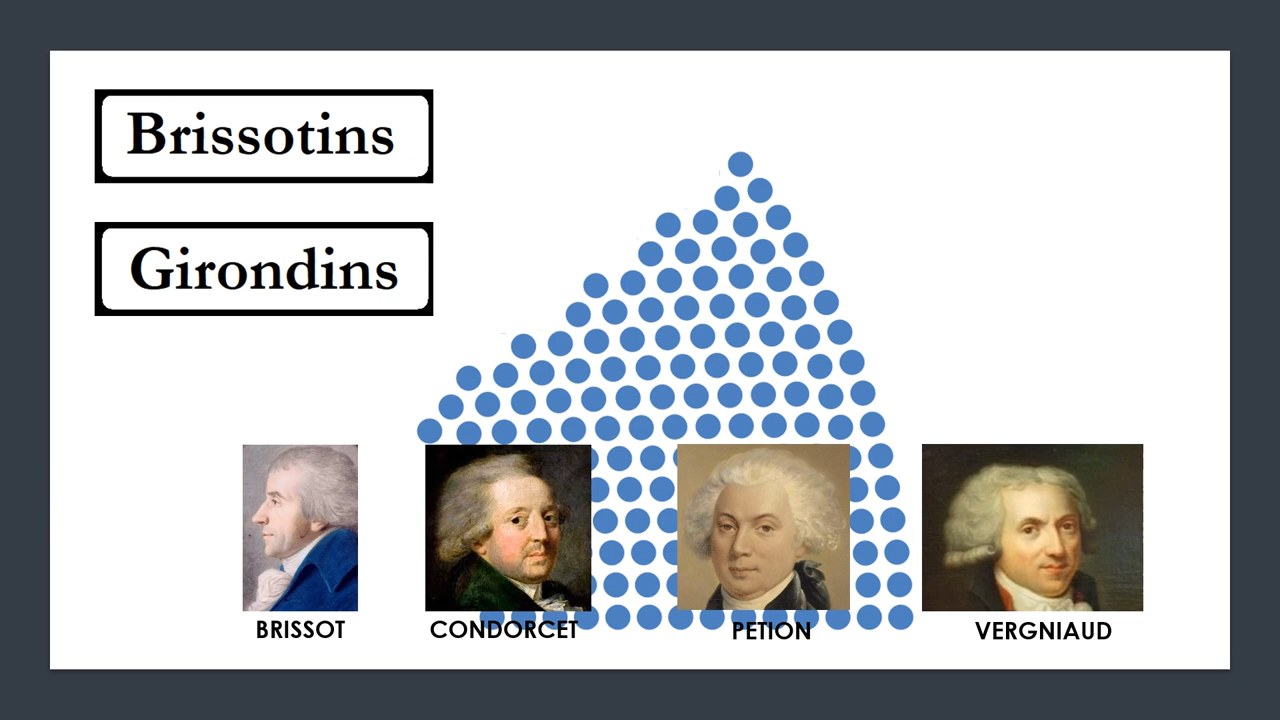 Brissotins
Girondins
BRISSOT
CONDORCET
PETION
VERGNIAUD